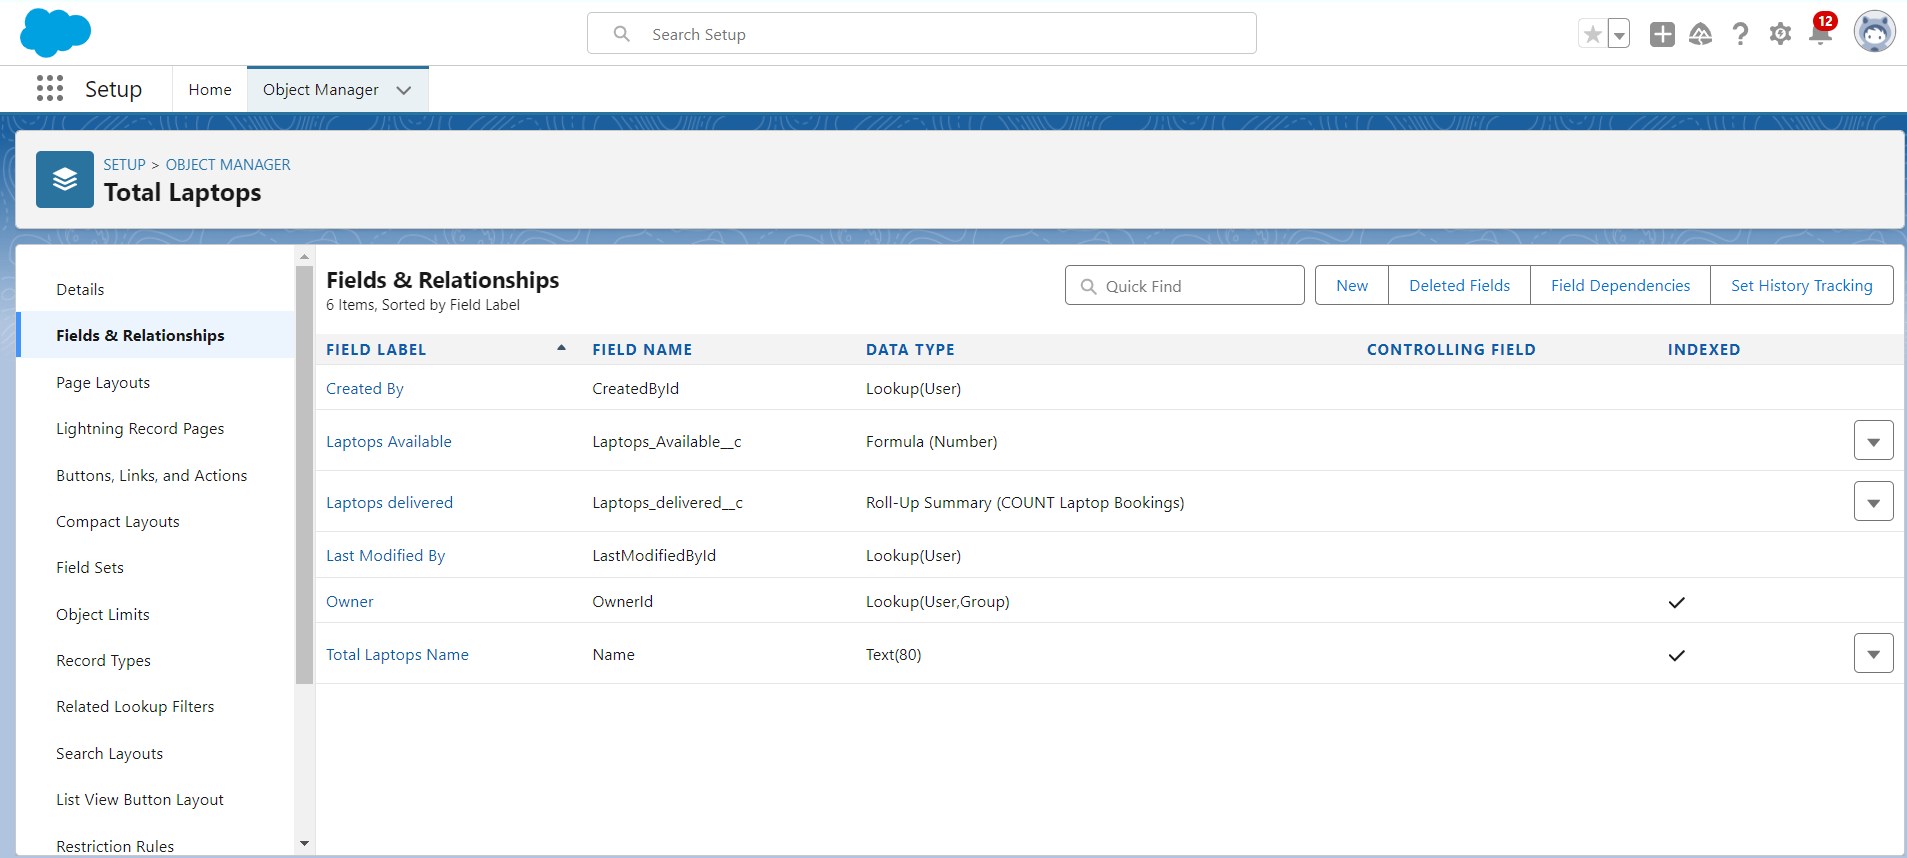 Search Setup
12
Setup
Home
Object Manager
SETUP > OBJECT MANAGER
Total Laptops
Details
Fields & Relationships
Page Layouts
Lightning Record Pages
Buttons, Links, and Actions
Compact Layouts
Field Sets
Object Limits
Record Types
Related Lookup Filters
Search Layouts
List View Button Layout
Restriction Rules
Fields & Relationships
6 Items, Sorted by Field Label
Quick Find
New
Deleted Fields
Field Dependencies
Set History Tracking
FIELD LABEL FIELD NAME DATA TYPE CONTROLLING FIELD INDEXED
Created By CreatedById Lookup(User)
Laptops Available Laptops_Available__c Formula (Number)
Laptops delivered Laptops_delivered__c Roll-Up Summary (COUNT Laptop Bookings)
Last Modified By LastModifiedById Lookup(User)
Owner OwnerId Lookup(User,Group)
Total Laptops Name Name Text(80)